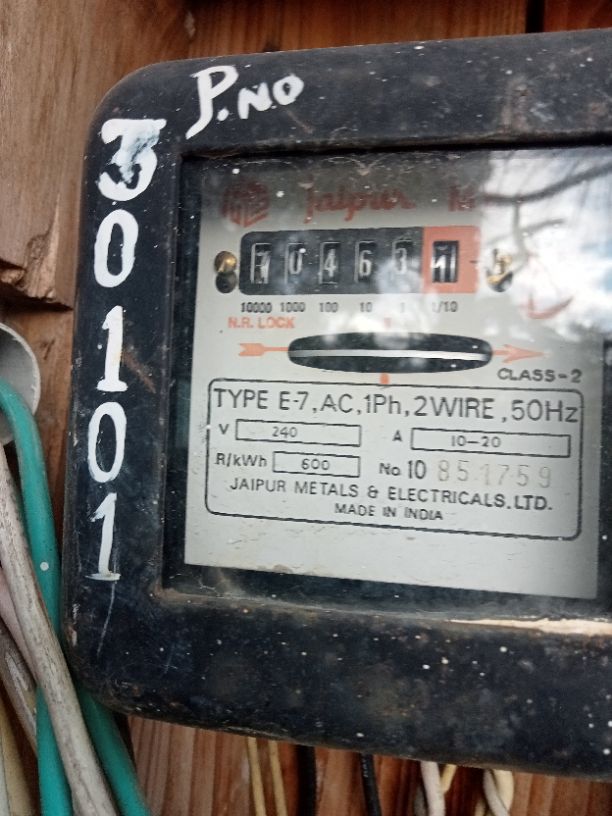 P.NO
30101
Jaipur
70463
10000 1000 100 10 1 1/10
N.R. LOCK
CLASS-2
TYPE E-7, AC, 1Ph, 2WIRE, 50Hz
V 240 A 10-20
R/kWh 600 No 10 851759
JAIPUR METALS & ELECTRICALS. LTD.
MADE IN INDIA